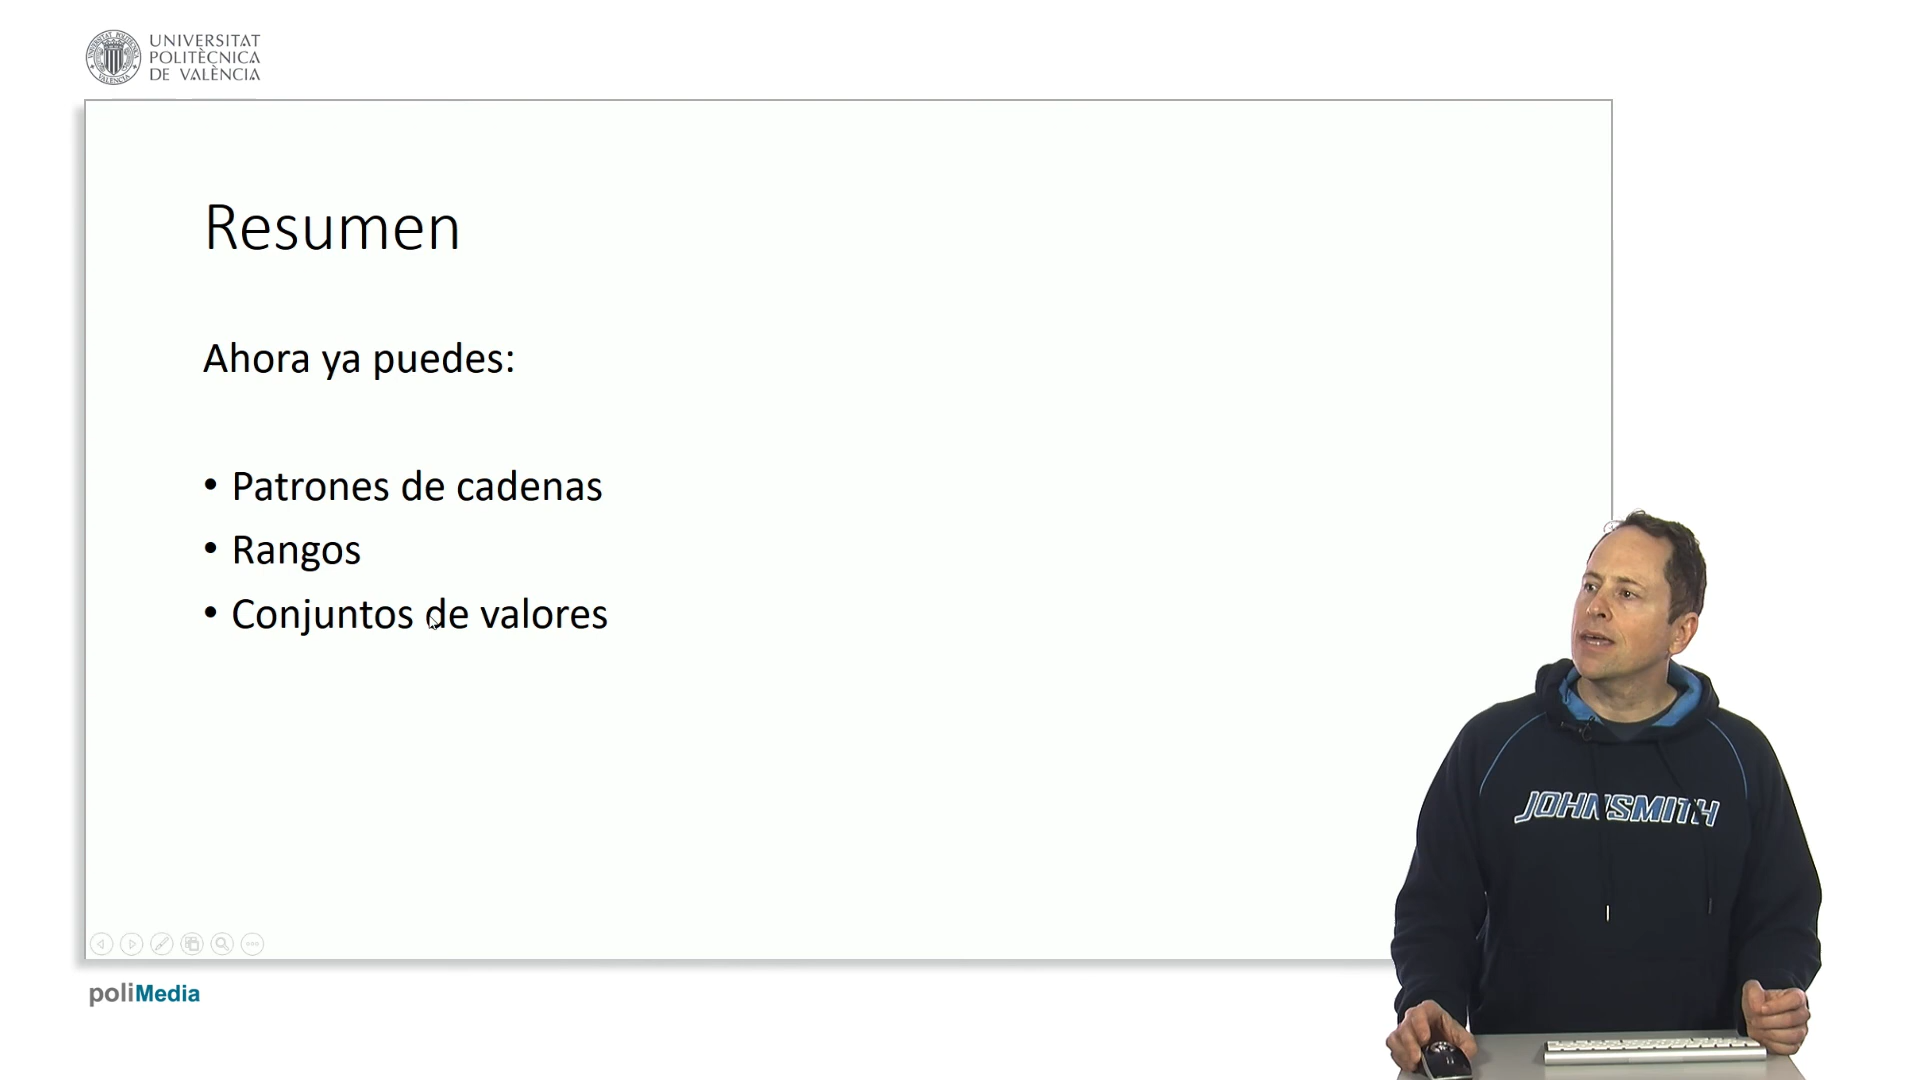 UNIVERSITAT
POLITÈCNICA
DE VALÈNCIA
Resumen
Ahora ya puedes:
• Patrones de cadenas
• Rangos
• Conjuntos de valores
JOHNSMITH
poliMedia